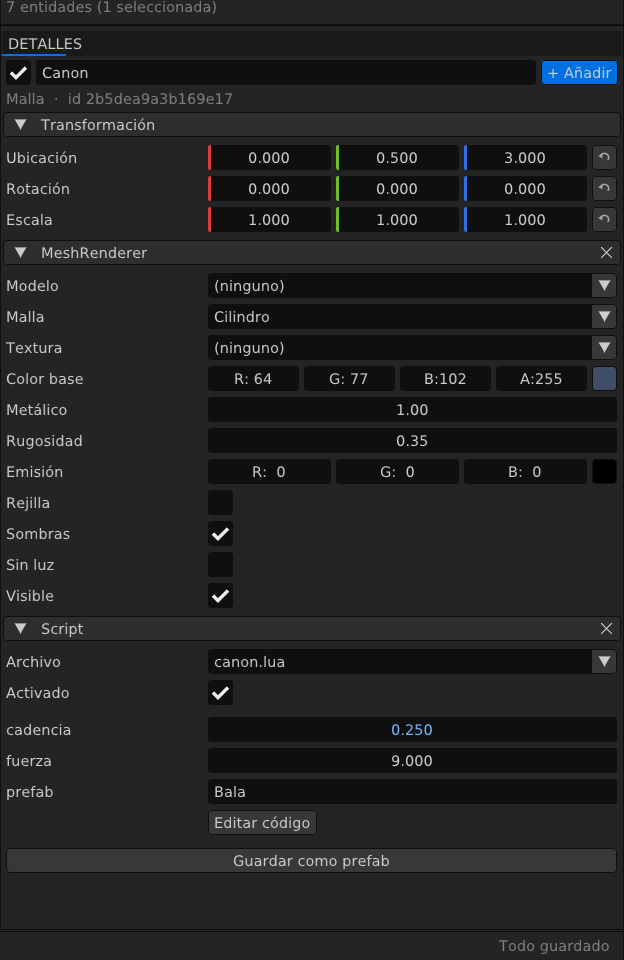 7 entidades (1 seleccionada)
DETALLES
Canon
+ Añadir
Malla · id 2b5dea9a3b169e17
Transformación
Ubicación 0.000 0.500 3.000
Rotación 0.000 0.000 0.000
Escala 1.000 1.000 1.000
MeshRenderer
Modelo (ninguno)
Malla Cilindro
Textura (ninguno)
Color base R: 64 G: 77 B:102 A:255
Metálico 1.00
Rugosidad 0.35
Emisión R: 0 G: 0 B: 0
Rejilla
Sombras
Sin luz
Visible
Script
Archivo canon.lua
Activado
cadencia 0.250
fuerza 9.000
prefab Bala
Editar código
Guardar como prefab
Todo guardado